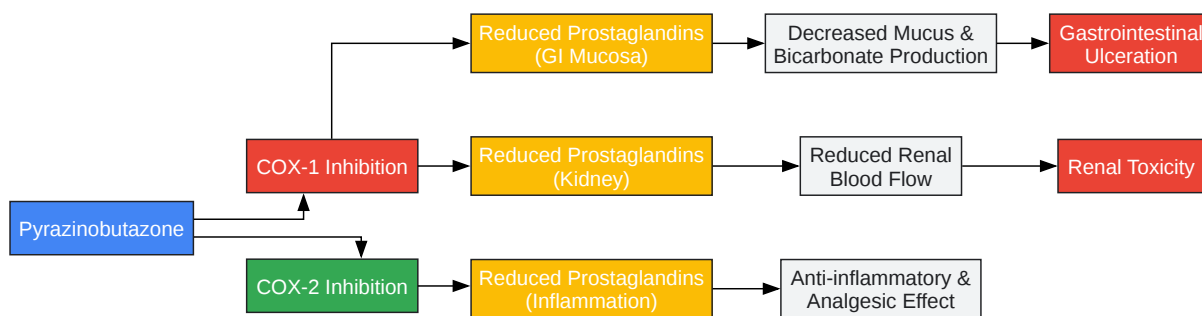 Reduced Prostaglandins
(GI Mucosa)
Decreased Mucus &
Bicarbonate Production
Gastrointestinal
Ulceration
COX-1 Inhibition
Reduced Prostaglandins
(Kidney)
Reduced Renal
Blood Flow
Renal Toxicity
Pyrazinobutazone
COX-2 Inhibition
Reduced Prostaglandins
(Inflammation)
Anti-inflammatory &
Analgesic Effect